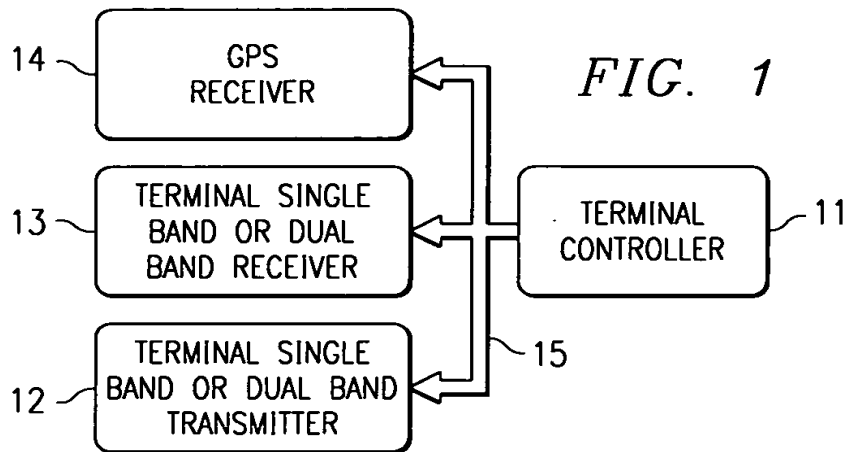 14
GPS
RECEIVER
FIG. 1
13
TERMINAL SINGLE
BAND OR DUAL
BAND RECEIVER
TERMINAL
CONTROLLER
11
12
TERMINAL SINGLE
BAND OR DUAL BAND
TRANSMITTER
15